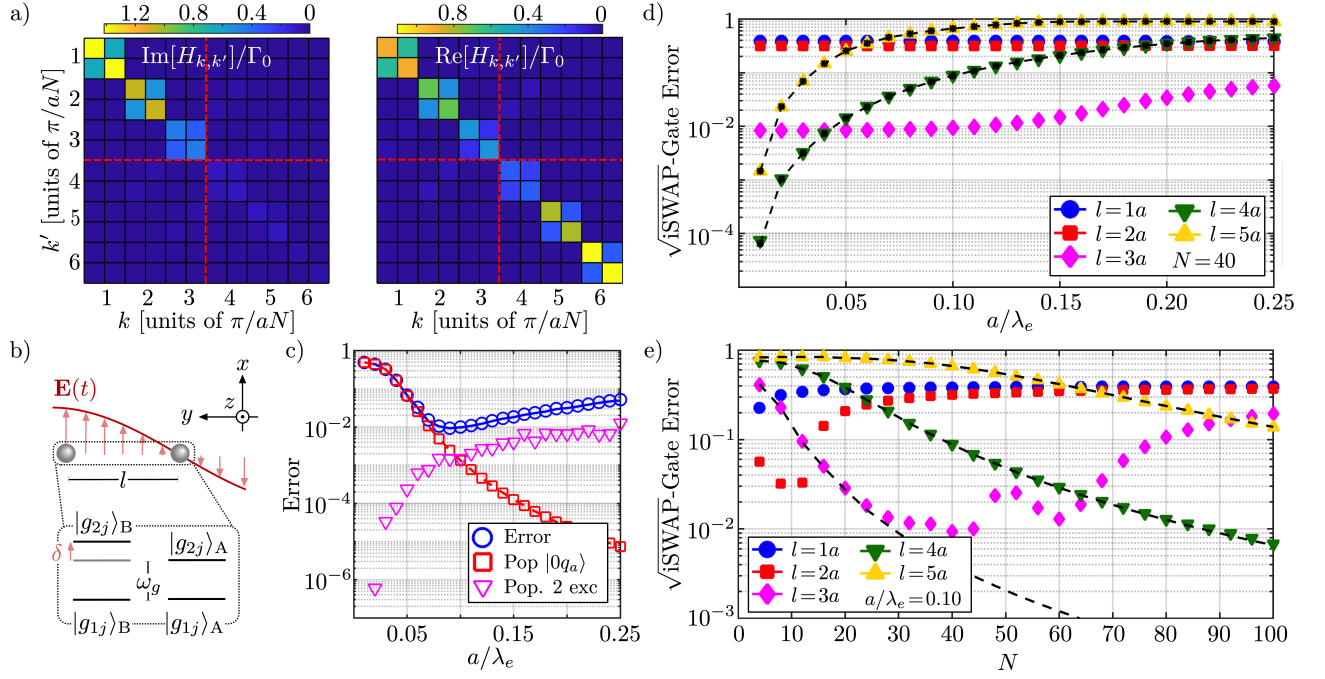 a)
1.2 0.8 0.4 0
Im[H_{k,k'}]/Γ_0
1
2
3
4
5
6
k' [units of π/aN]
1 2 3 4 5 6
k [units of π/aN]
1 0.5 0
Re[H_{k,k'}]/Γ_0
1 2 3 4 5 6
k [units of π/aN]
b)
E(t)
x
y z
l
|g_{2j}⟩_B
|g_{2j}⟩_A
δ
ω_g
|g_{1j}⟩_B |g_{1j}⟩_A
c)
Error
1
10^{-2}
10^{-4}
10^{-6}
Error
Pop |0q_a⟩
Pop. 2 exc
0.05 0.15 0.25
a/λ_e
d)
√iSWAP-Gate Error
1
10^{-2}
10^{-4}
l=1a l=4a
l=2a l=5a
l=3a N=40
0.05 0.10 0.15 0.20 0.25
a/λ_e
e)
√iSWAP-Gate Error
1
10^{-1}
10^{-2}
10^{-3}
l=1a l=4a
l=2a l=5a
l=3a a/λ_e=0.10
0 10 20 30 40 50 60 70 80 90 100
N